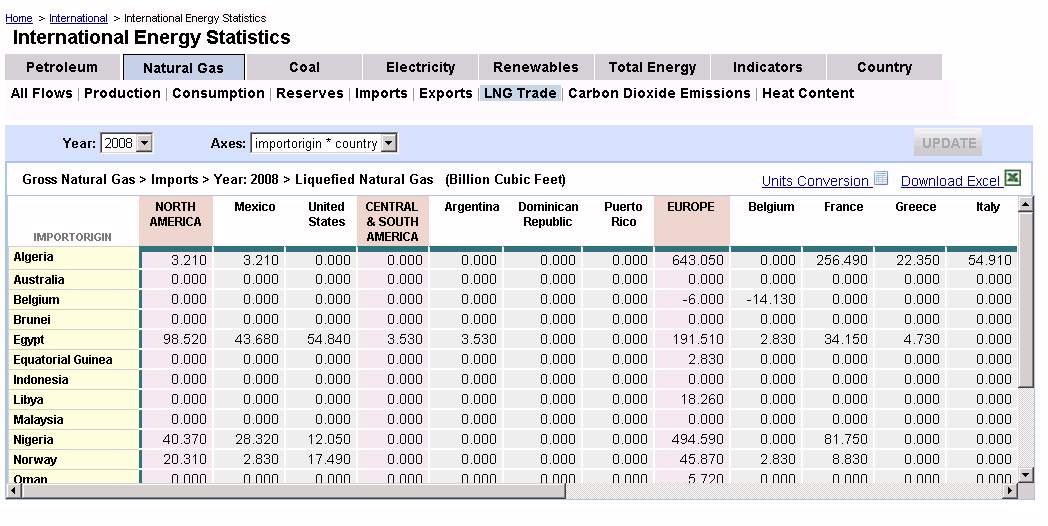 Home > International > International Energy Statistics
International Energy Statistics
Petroleum Natural Gas Coal Electricity Renewables Total Energy Indicators Country
All Flows | Production | Consumption | Reserves | Imports | Exports | LNG Trade | Carbon Dioxide Emissions | Heat Content
Year: 2008 Axes: importorigin * country UPDATE
Gross Natural Gas > Imports > Year: 2008 > Liquefied Natural Gas (Billion Cubic Feet) Units Conversion Download Excel
IMPORTORIGIN NORTH AMERICA Mexico United States CENTRAL & SOUTH AMERICA Argentina Dominican Republic Puerto Rico EUROPE Belgium France Greece Italy
Algeria 3.210 3.210 0.000 0.000 0.000 0.000 0.000 643.050 0.000 256.490 22.350 54.910
Australia 0.000 0.000 0.000 0.000 0.000 0.000 0.000 0.000 0.000 0.000 0.000 0.000
Belgium 0.000 0.000 0.000 0.000 0.000 0.000 0.000 -6.000 -14.130 0.000 0.000 0.000
Brunei 0.000 0.000 0.000 0.000 0.000 0.000 0.000 0.000 0.000 0.000 0.000 0.000
Egypt 98.520 43.680 54.840 3.530 3.530 0.000 0.000 191.510 2.830 34.150 4.730 0.000
Equatorial Guinea 0.000 0.000 0.000 0.000 0.000 0.000 0.000 2.830 0.000 0.000 0.000 0.000
Indonesia 0.000 0.000 0.000 0.000 0.000 0.000 0.000 0.000 0.000 0.000 0.000 0.000
Libya 0.000 0.000 0.000 0.000 0.000 0.000 0.000 18.260 0.000 0.000 0.000 0.000
Malaysia 0.000 0.000 0.000 0.000 0.000 0.000 0.000 0.000 0.000 0.000 0.000 0.000
Nigeria 40.370 28.320 12.050 0.000 0.000 0.000 0.000 494.590 0.000 81.750 0.000 0.000
Norway 20.310 2.830 17.490 0.000 0.000 0.000 0.000 45.870 2.830 8.830 0.000 0.000
Oman 0.000 0.000 0.000 0.000 0.000 0.000 0.000 5.720 0.000 0.000 0.000 0.000